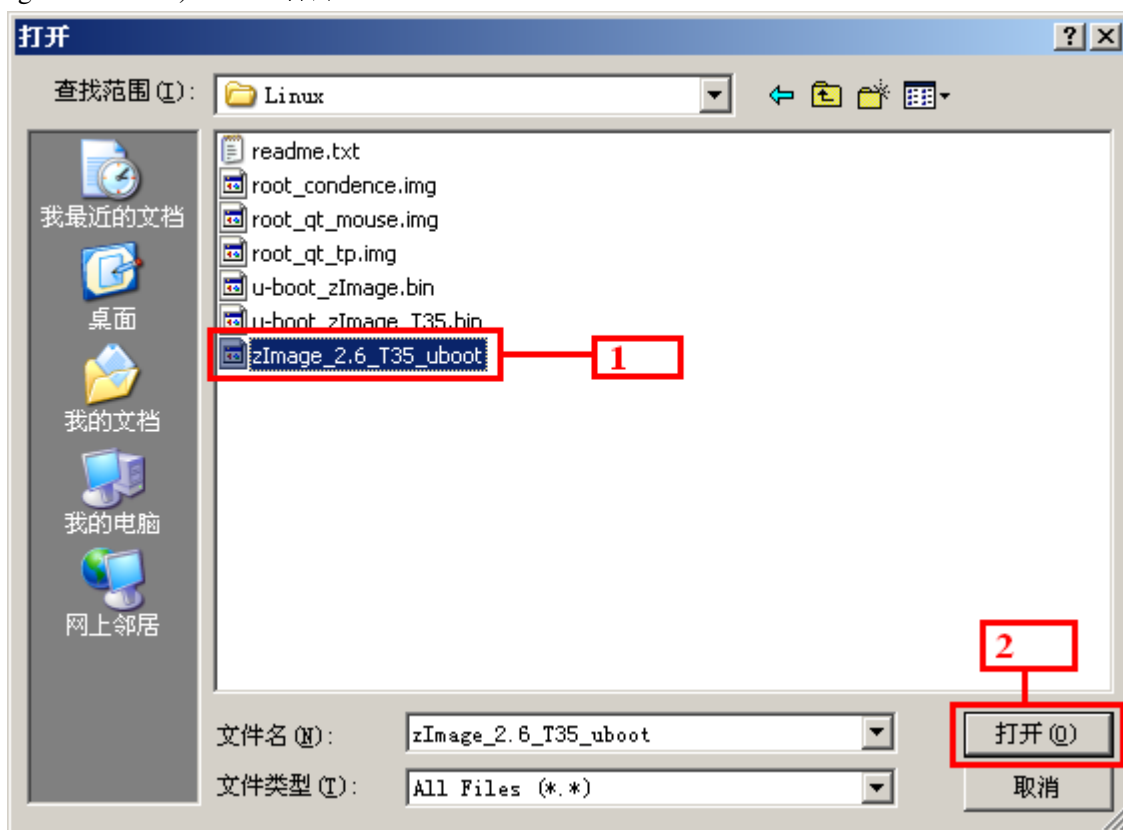 打开
查找范围(I):
Linux
我最近的文档
桌面
我的文档
我的电脑
网上邻居
readme.txt
root_condence.img
root_qt_mouse.img
root_qt_tp.img
u-boot_zImage.bin
u-boot_zImage_T35.bin
zImage_2.6_T35_uboot
1
2
文件名(N):
zImage_2.6_T35_uboot
打开(O)
文件类型(T):
All Files (*.*)
取消